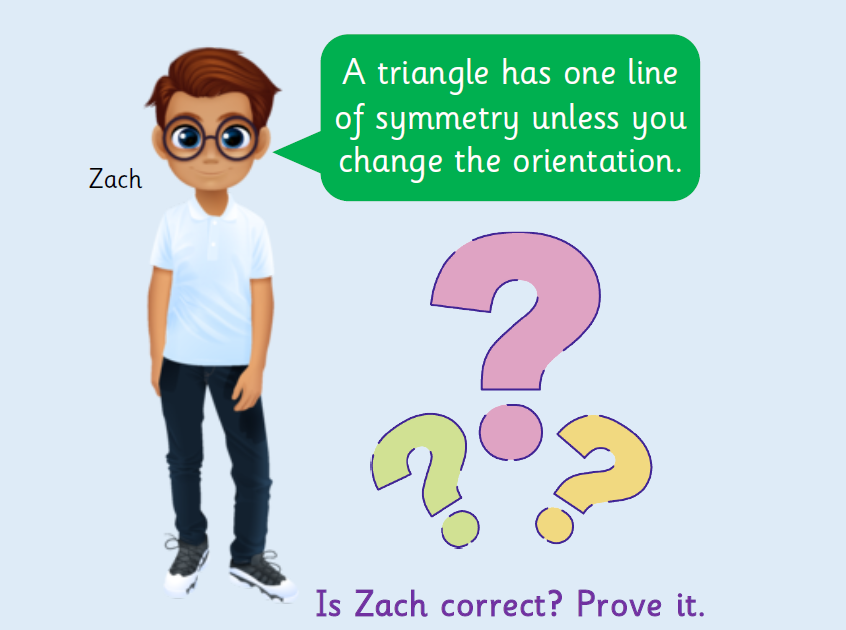 A triangle has one line
of symmetry unless you
change the orientation.
Zach
Is Zach correct? Prove it.